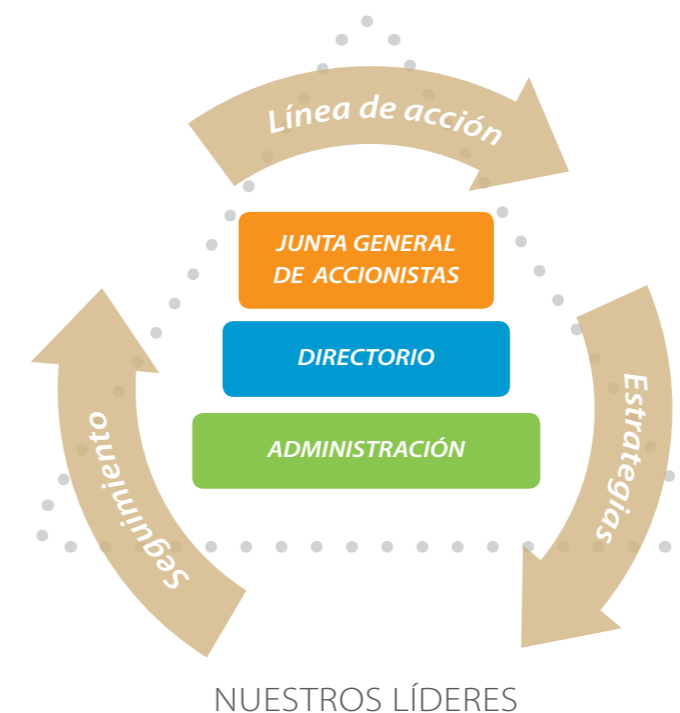 Línea de acción
JUNTA GENERAL
DE ACCIONISTAS
DIRECTORIO
ADMINISTRACIÓN
Estrategias
Seguimiento
NUESTROS LÍDERES